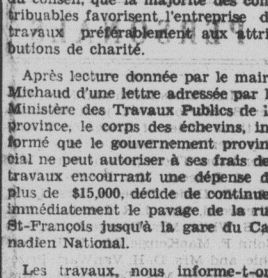 du conseil, que la majorité des con
tribuables favorisent l'entreprise d
travaux préférablement aux attri
butions de charité.
Après lecture donnée par le mair
Michaud d'une lettre adressée par l
Ministère des Travaux Publics de l
province, le corps des échevins, in
formé que le gouvernement provin
cial ne peut autoriser à ses frais de
travaux encourrant une dépense d
plus de $15,000, décide de continue
immédiatement le pavage de la ru
St-François jusqu'à la gare du Ca
nadien National.
Les travaux, nous informe-t-o